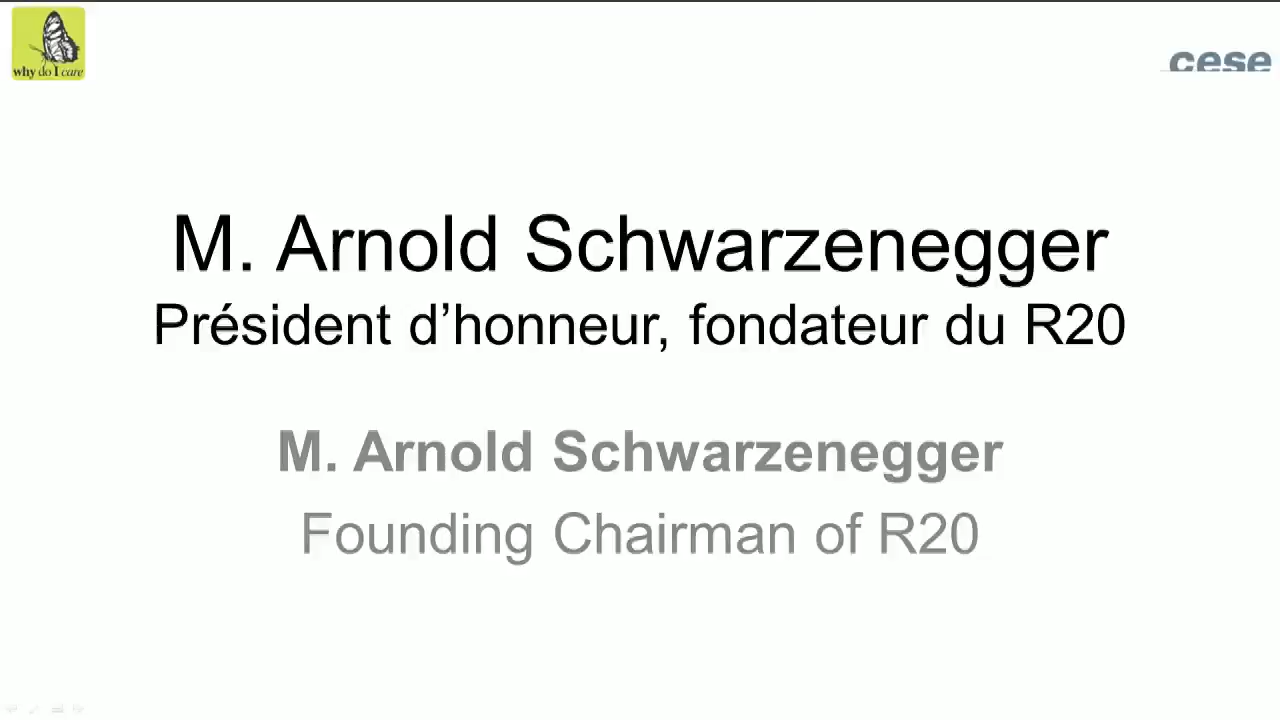 why do I care
cese
M. Arnold Schwarzenegger
Président d’honneur, fondateur du R20
M. Arnold Schwarzenegger
Founding Chairman of R20